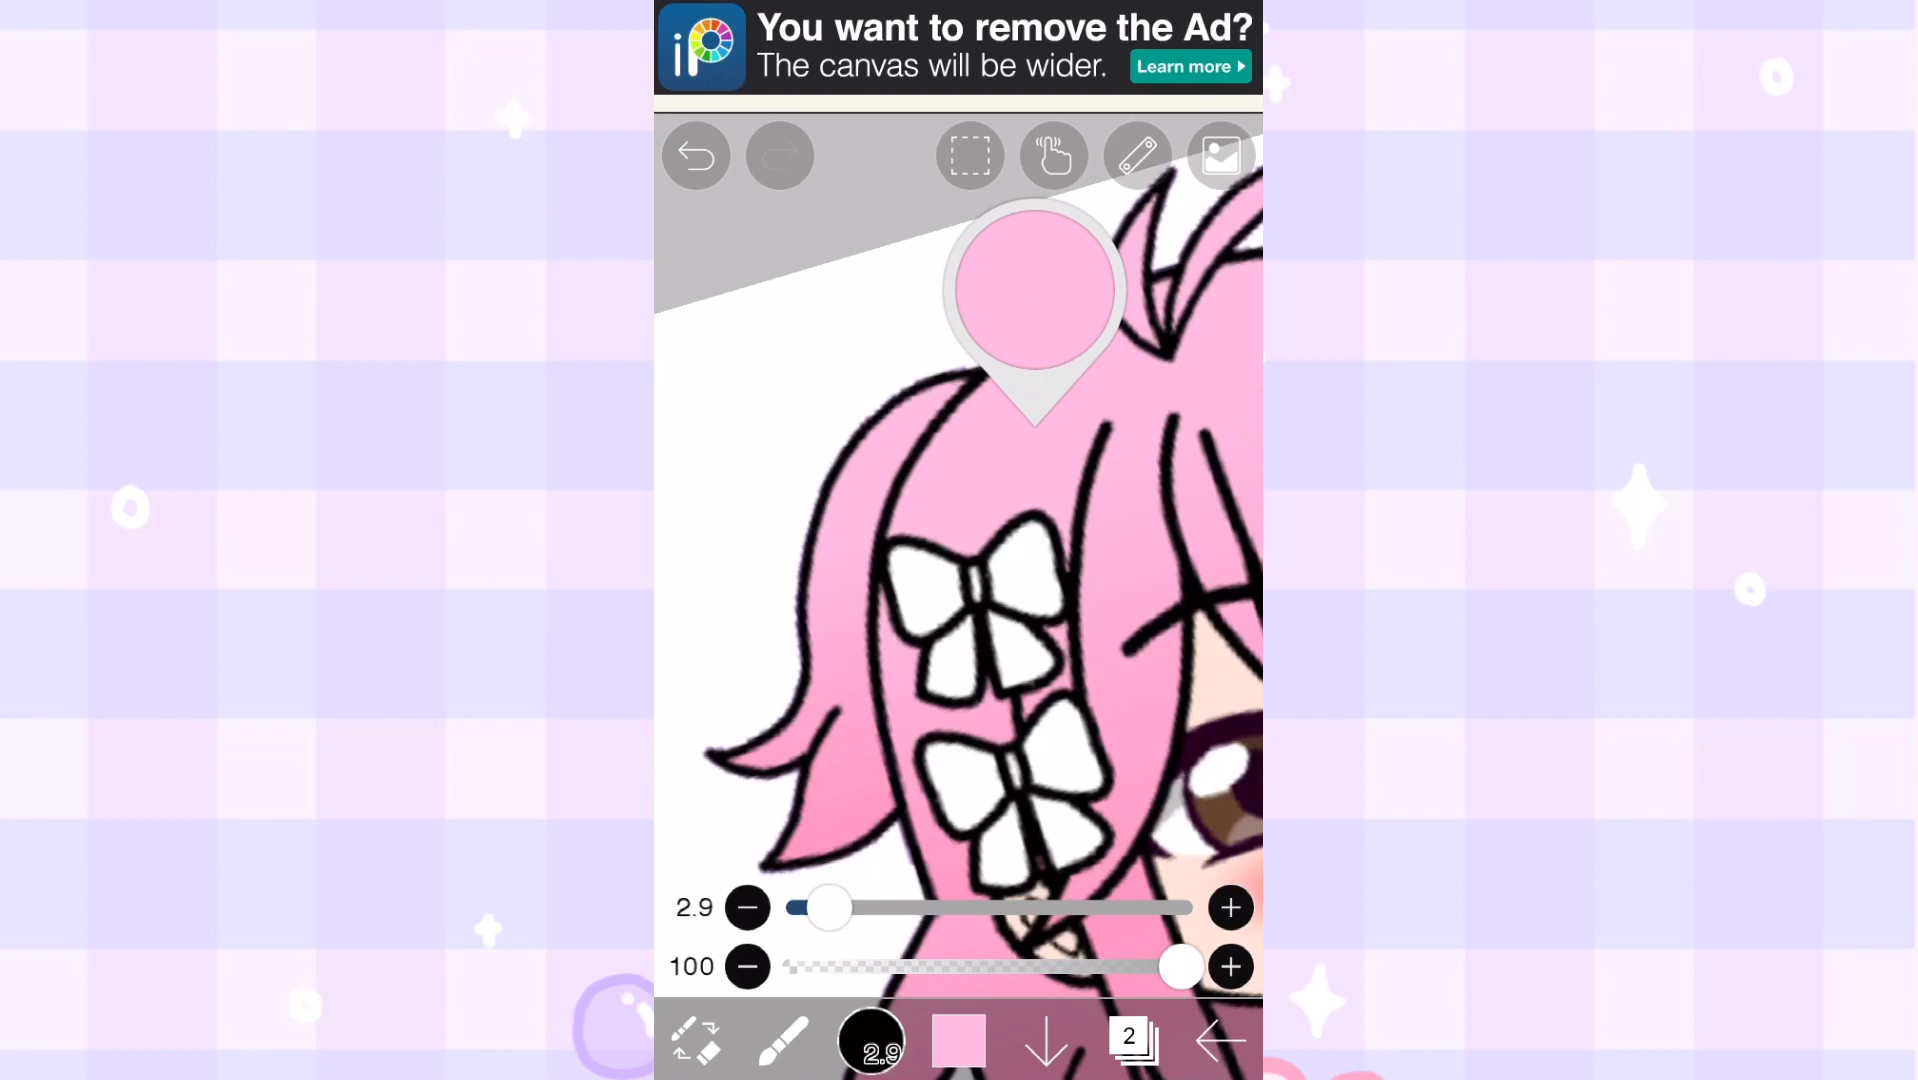 iP You want to remove the Ad?
The canvas will be wider. Learn more
2.9
100
2.9
2